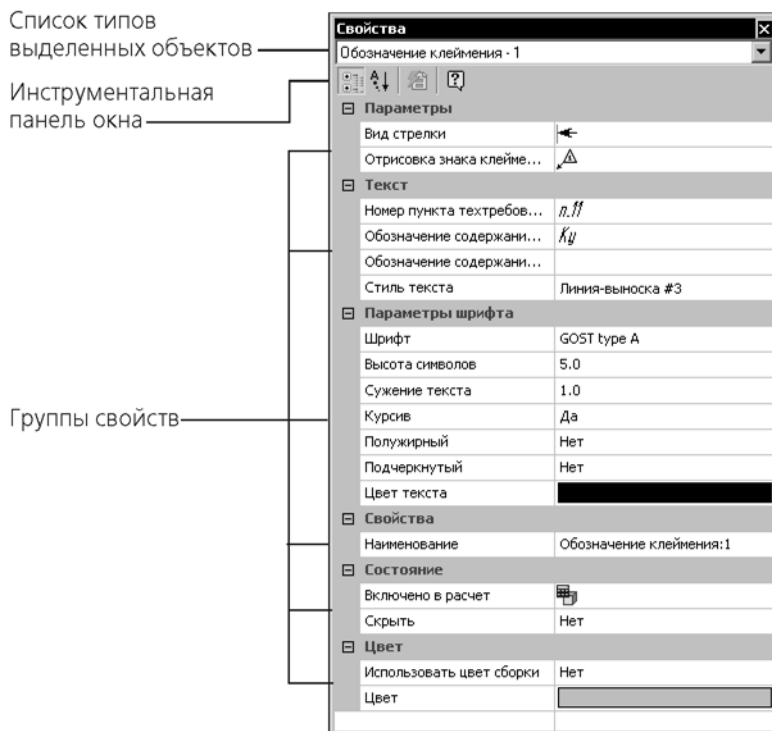 Список типов
выделенных объектов
Инструментальная
панель окна
Группы свойств
Свойства
Обозначение клеймения - 1
Параметры
Вид стрелки
Отрисовка знака клейме...
Текст
Номер пункта техтребов... п.11
Обозначение содержани... Ку
Обозначение содержани...
Стиль текста Линия-выноска #3
Параметры шрифта
Шрифт GOST type A
Высота символов 5.0
Сужение текста 1.0
Курсив Да
Полужирный Нет
Подчеркнутый Нет
Цвет текста
Свойства
Наименование Обозначение клеймения:1
Состояние
Включено в расчет
Скрыть Нет
Цвет
Использовать цвет сборки Нет
Цвет